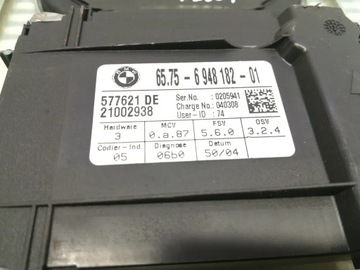 BMW
65.75 - 6 948 182 - 01
577621 DE
21002938
Ser.No. : 0205941
Charge No.: 040308
User-ID : 74
Hardware MCV FSV OSV
3 0.a.87 5.6.0 3.2.4
Codier-Ind Diagnose Datum
05 06b0 50/04